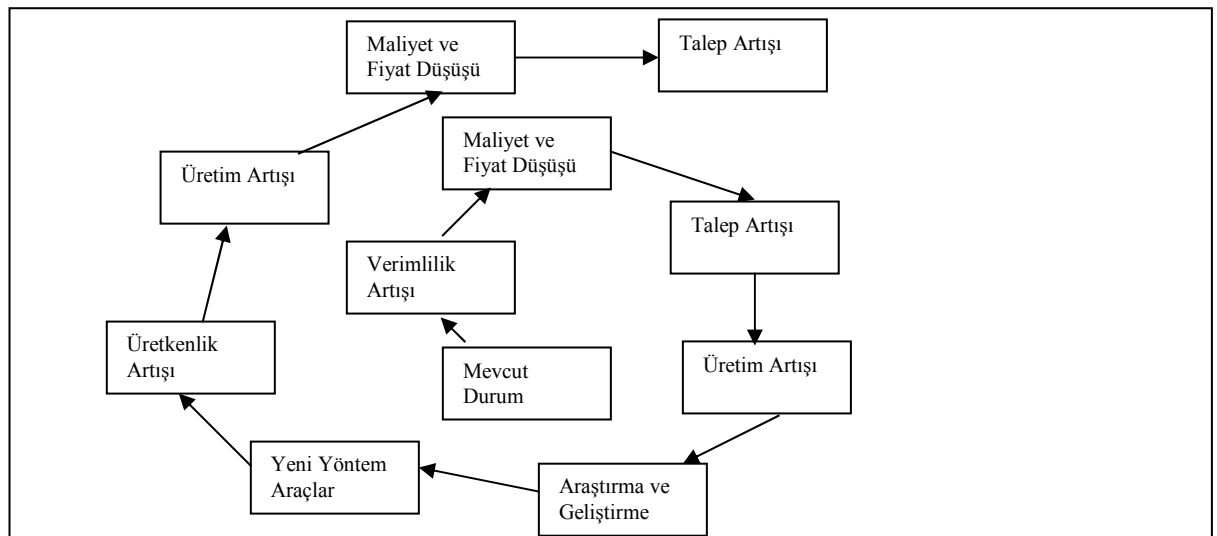 Maliyet ve
Fiyat Düşüşü
Talep Artışı
Maliyet ve
Fiyat Düşüşü
Üretim Artışı
Talep Artışı
Verimlilik
Artışı
Üretkenlik
Artışı
Mevcut
Durum
Üretim Artışı
Yeni Yöntem
Araçlar
Araştırma ve
Geliştirme